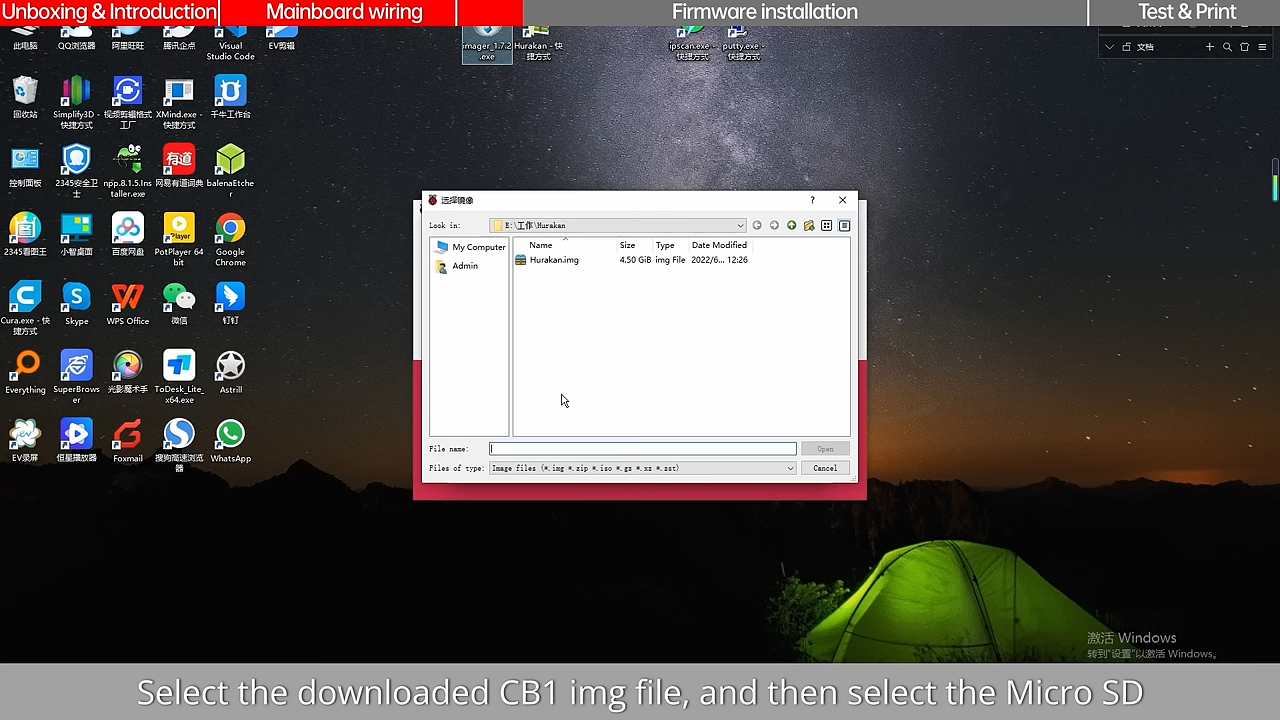 Unboxing & Introduction
Mainboard wiring
Firmware installation
Test & Print
此电脑
QQ浏览器
阿里旺旺
腾讯企点
Visual Studio Code
EV剪辑
imager_1.7.2
.exe
Hurakan - 快
捷方式
ipscan.exe -
快捷方式
putty.exe -
快捷方式
文档
回收站
Simplify3D -
快捷方式
视频剪辑格式
工厂
XMind.exe -
快捷方式
千牛工作台
控制面板
2345安全卫
士
npp.8.1.5.Ins
taller.exe
网易有道词典
balenaEtche
r
2345看图王
小智桌面
百度网盘
PotPlayer 64
bit
Google
Chrome
Cura.exe - 快
捷方式
Skype
WPS Office
微信
钉钉
Everything
SuperBrows
er
光影魔术手
ToDesk_Lite_
x64.exe
Astrill
EV录屏
恒星播放器
Foxmail
搜狗高速浏览
器
WhatsApp
选择镜像
?
Look in:
E:\工作\Hurakan
My Computer
Admin
Name
Size
Type
Date Modified
Hurakan.img
4.50 GiB
img File
2022/6... 12:26
File name:
Open
Files of type:
Image files (*.img *.zip *.iso *.gz *.xz *.zst)
Cancel
激活 Windows
转到"设置"以激活 Windows。
Select the downloaded CB1 img file, and then select the Micro SD